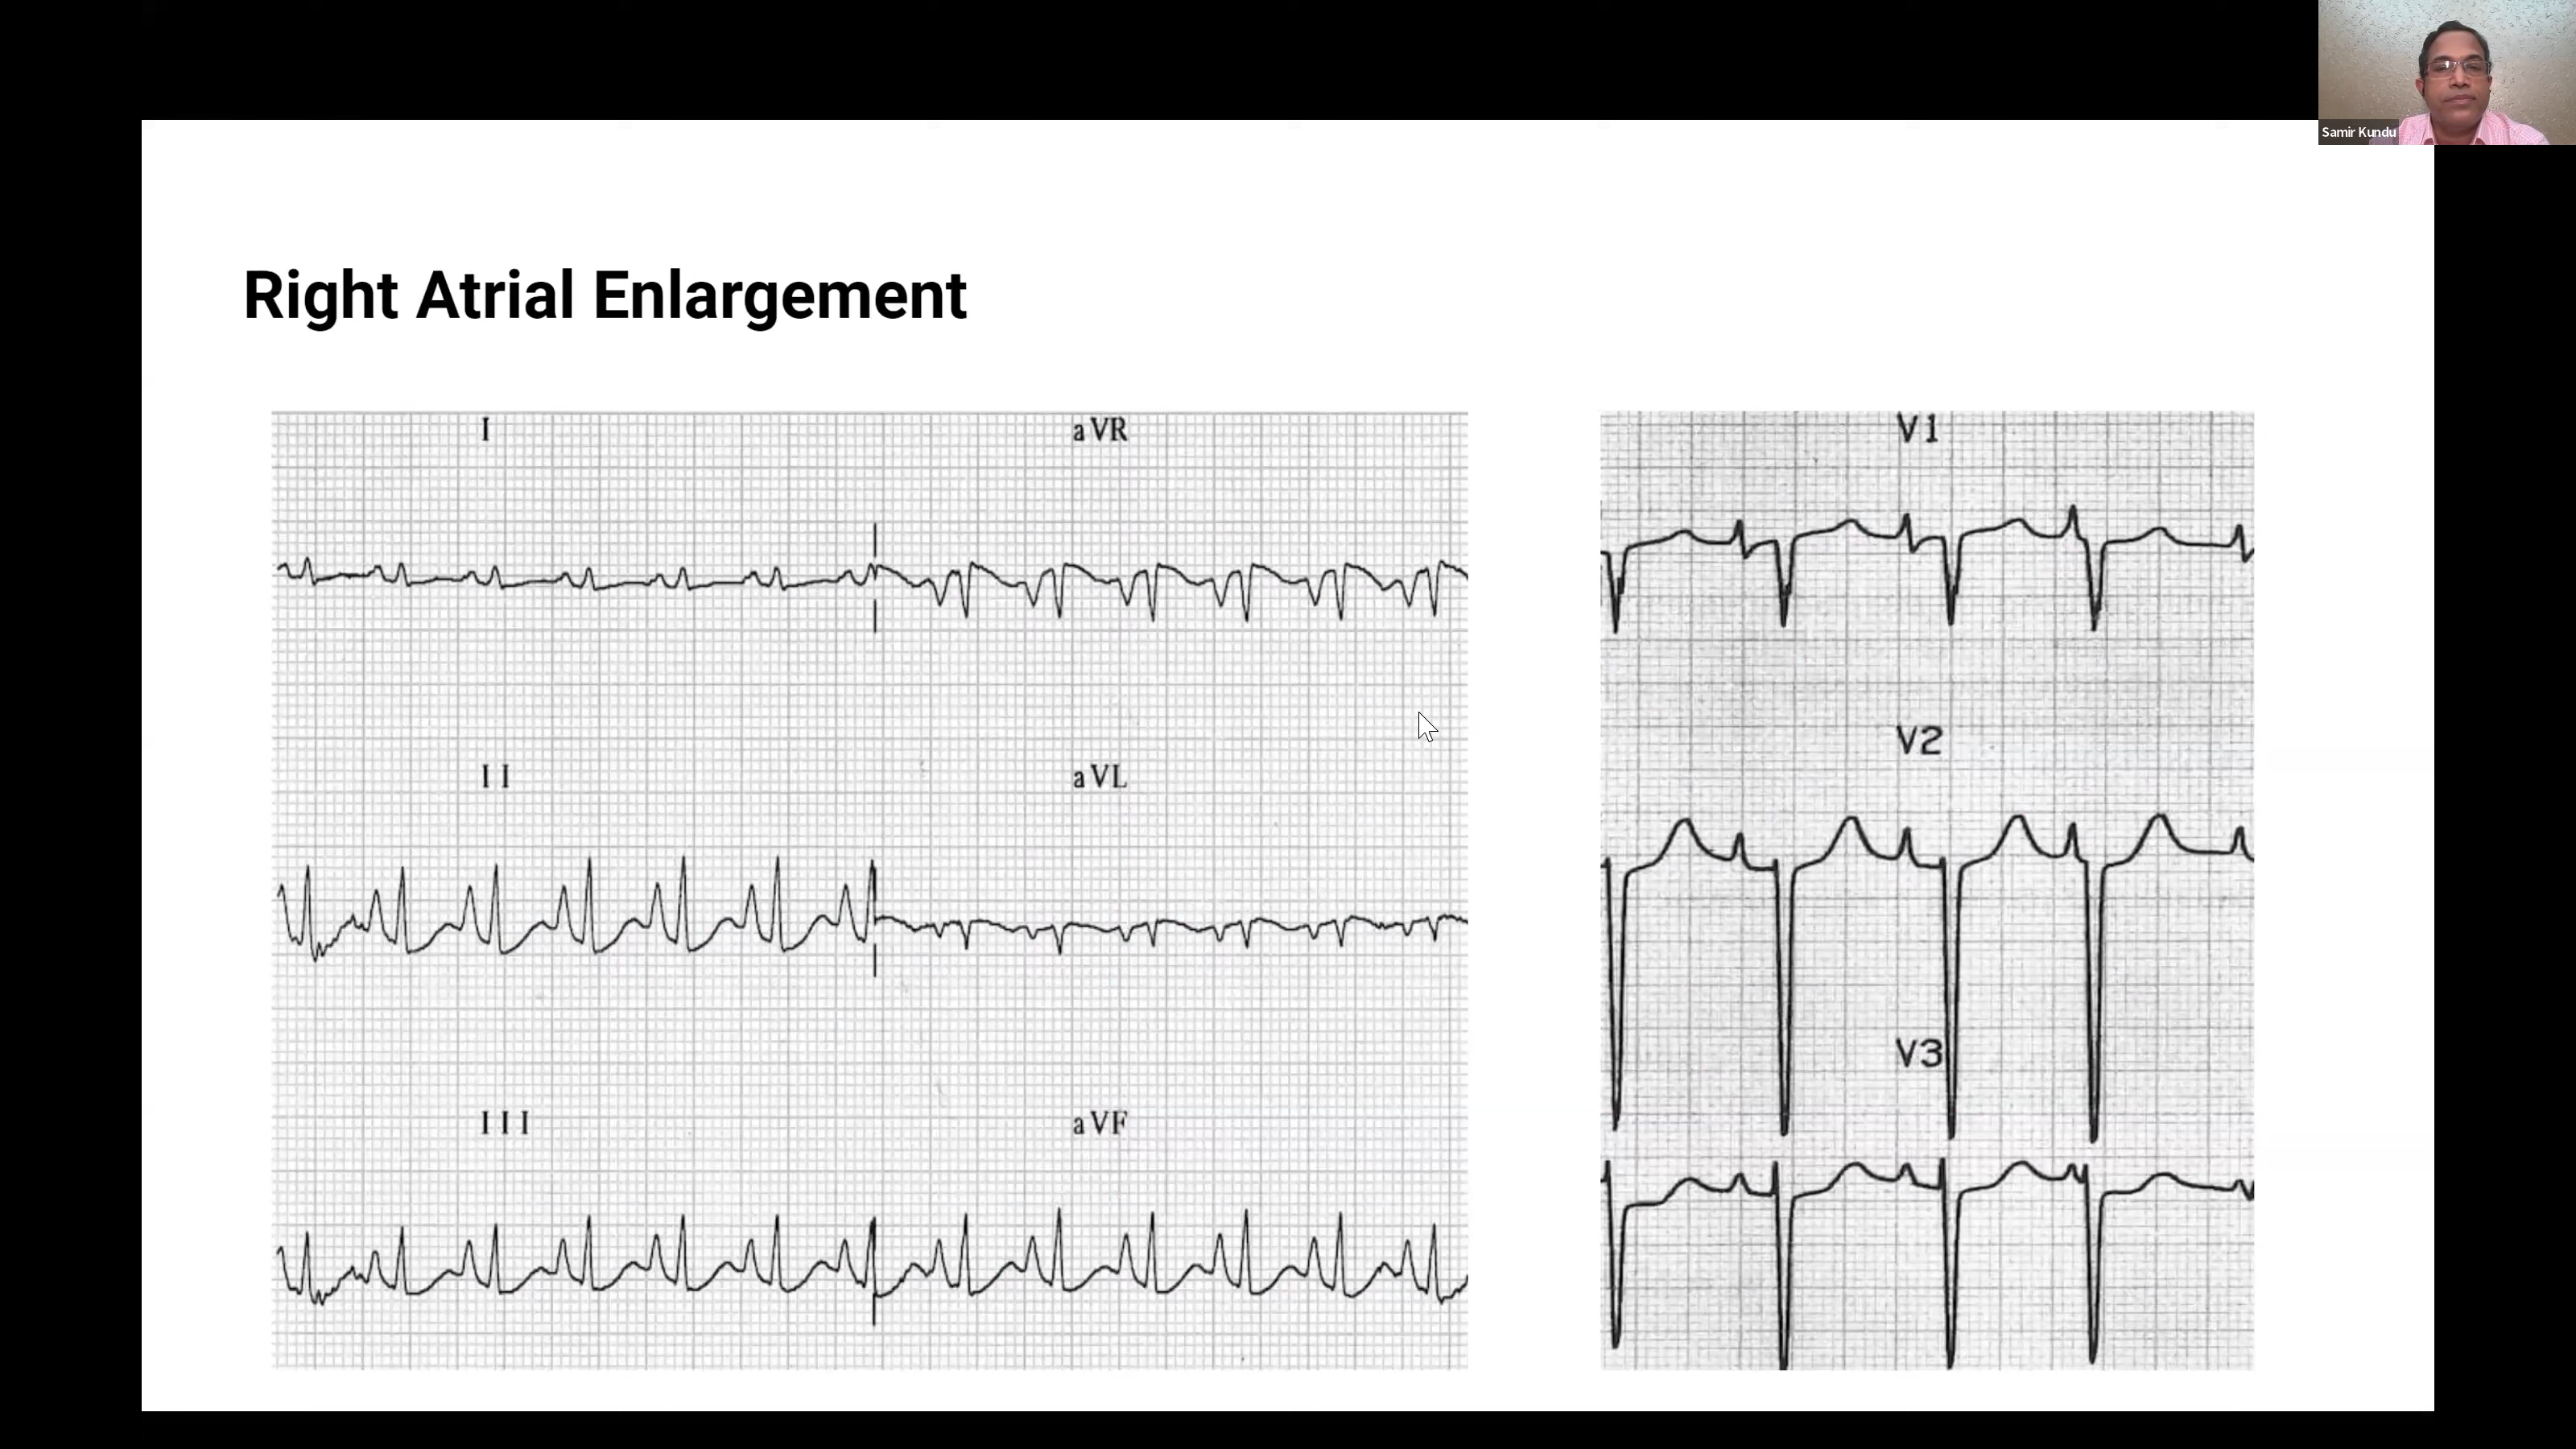 Samir Kundu
Right Atrial Enlargement
I
aVR
II
aVL
III
aVF
V1
V2
V3